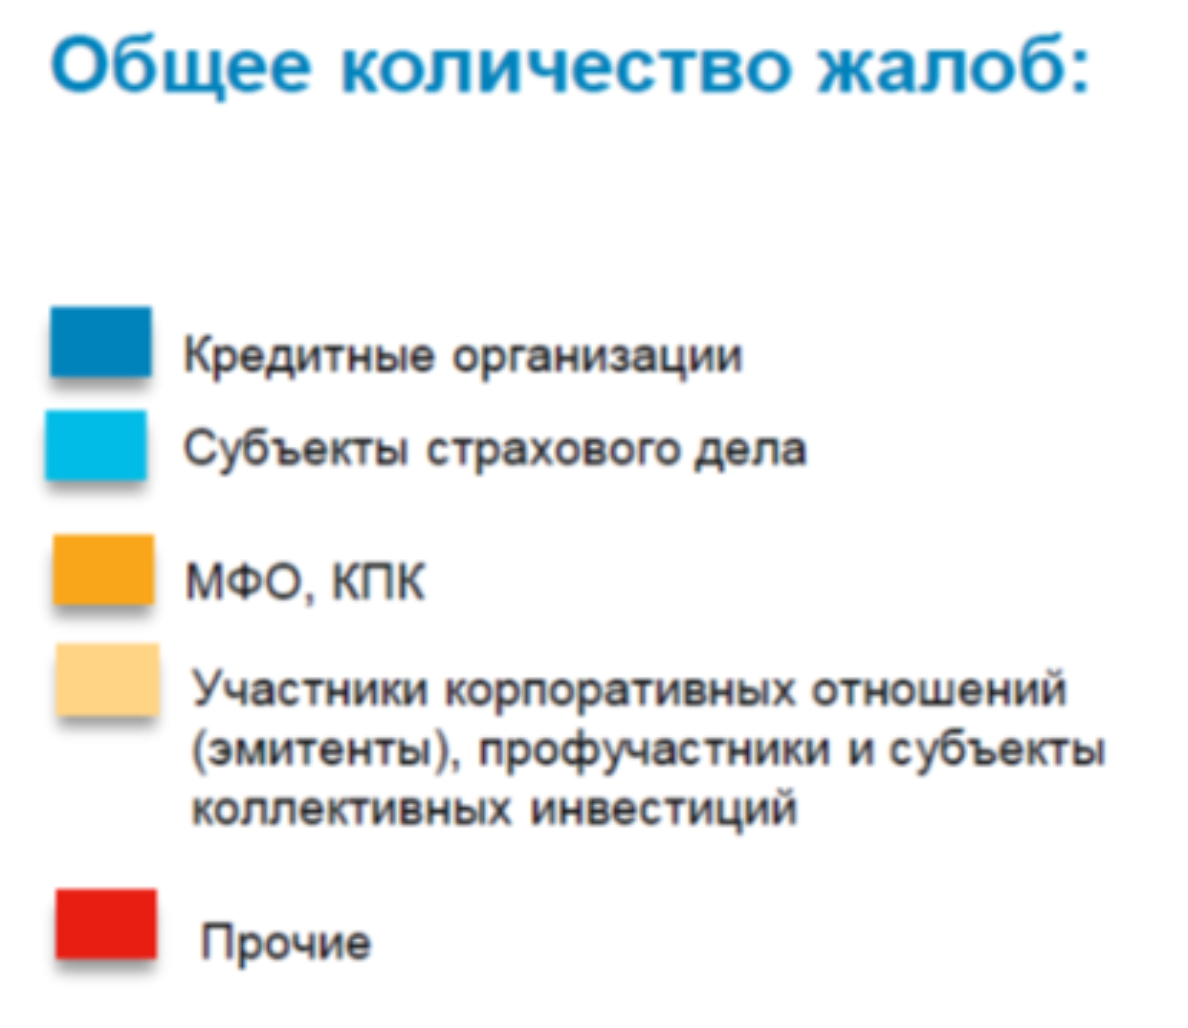 Общее количество жалоб:
Кредитные организации
Субъекты страхового дела
МФО, КПК
Участники корпоративных отношений
(эмитенты), профучастники и субъекты
коллективных инвестиций
Прочие